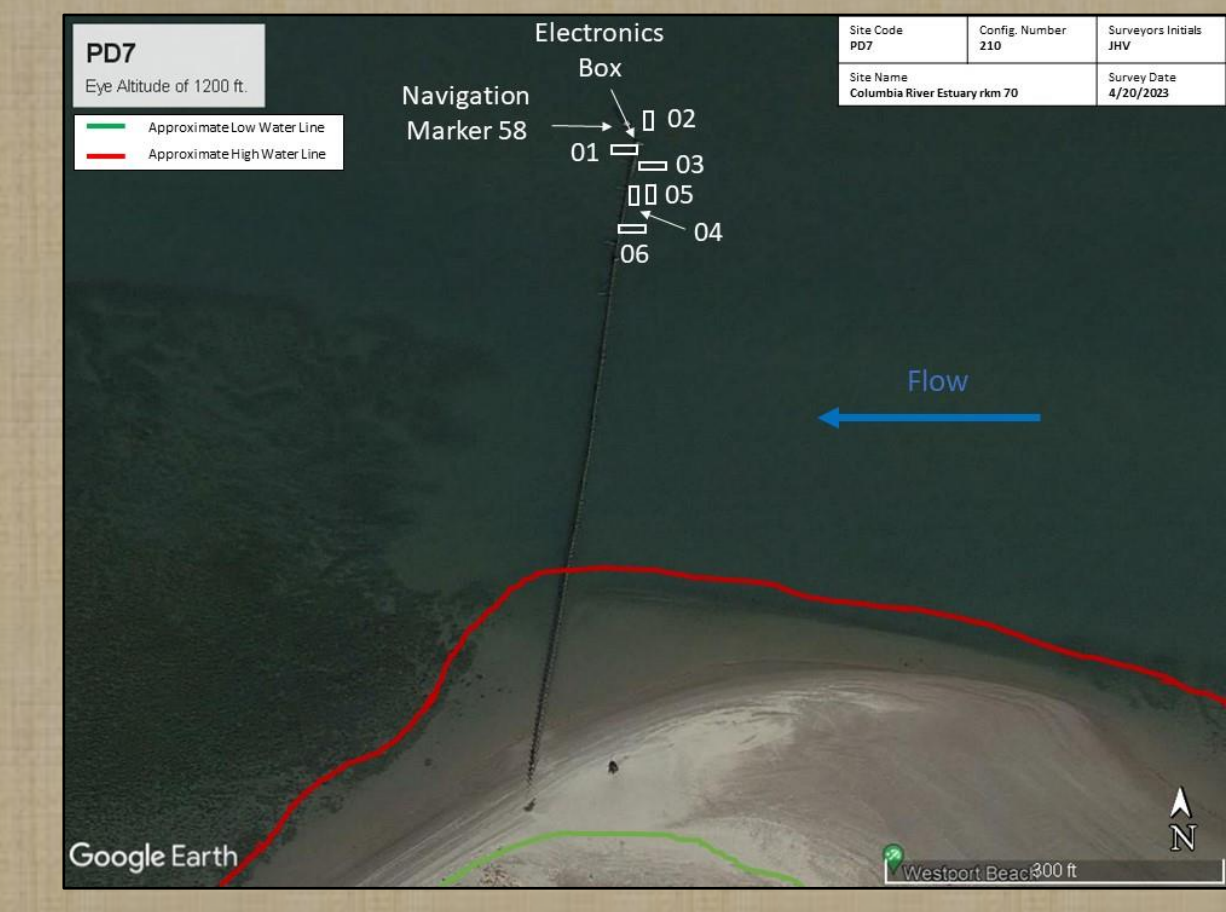 PD7
Eye Altitude of 1200 ft.
Approximate Low Water Line
Approximate High Water Line
Electronics
Box
Navigation
Marker 58
Site Code
PD7
Config. Number
210
Surveyors Initials
JHV
Site Name
Columbia River Estuary rkm 70
Survey Date
4/20/2023
02
01
03
05
04
06
Flow
N
Google Earth
Westport Beach
300 ft